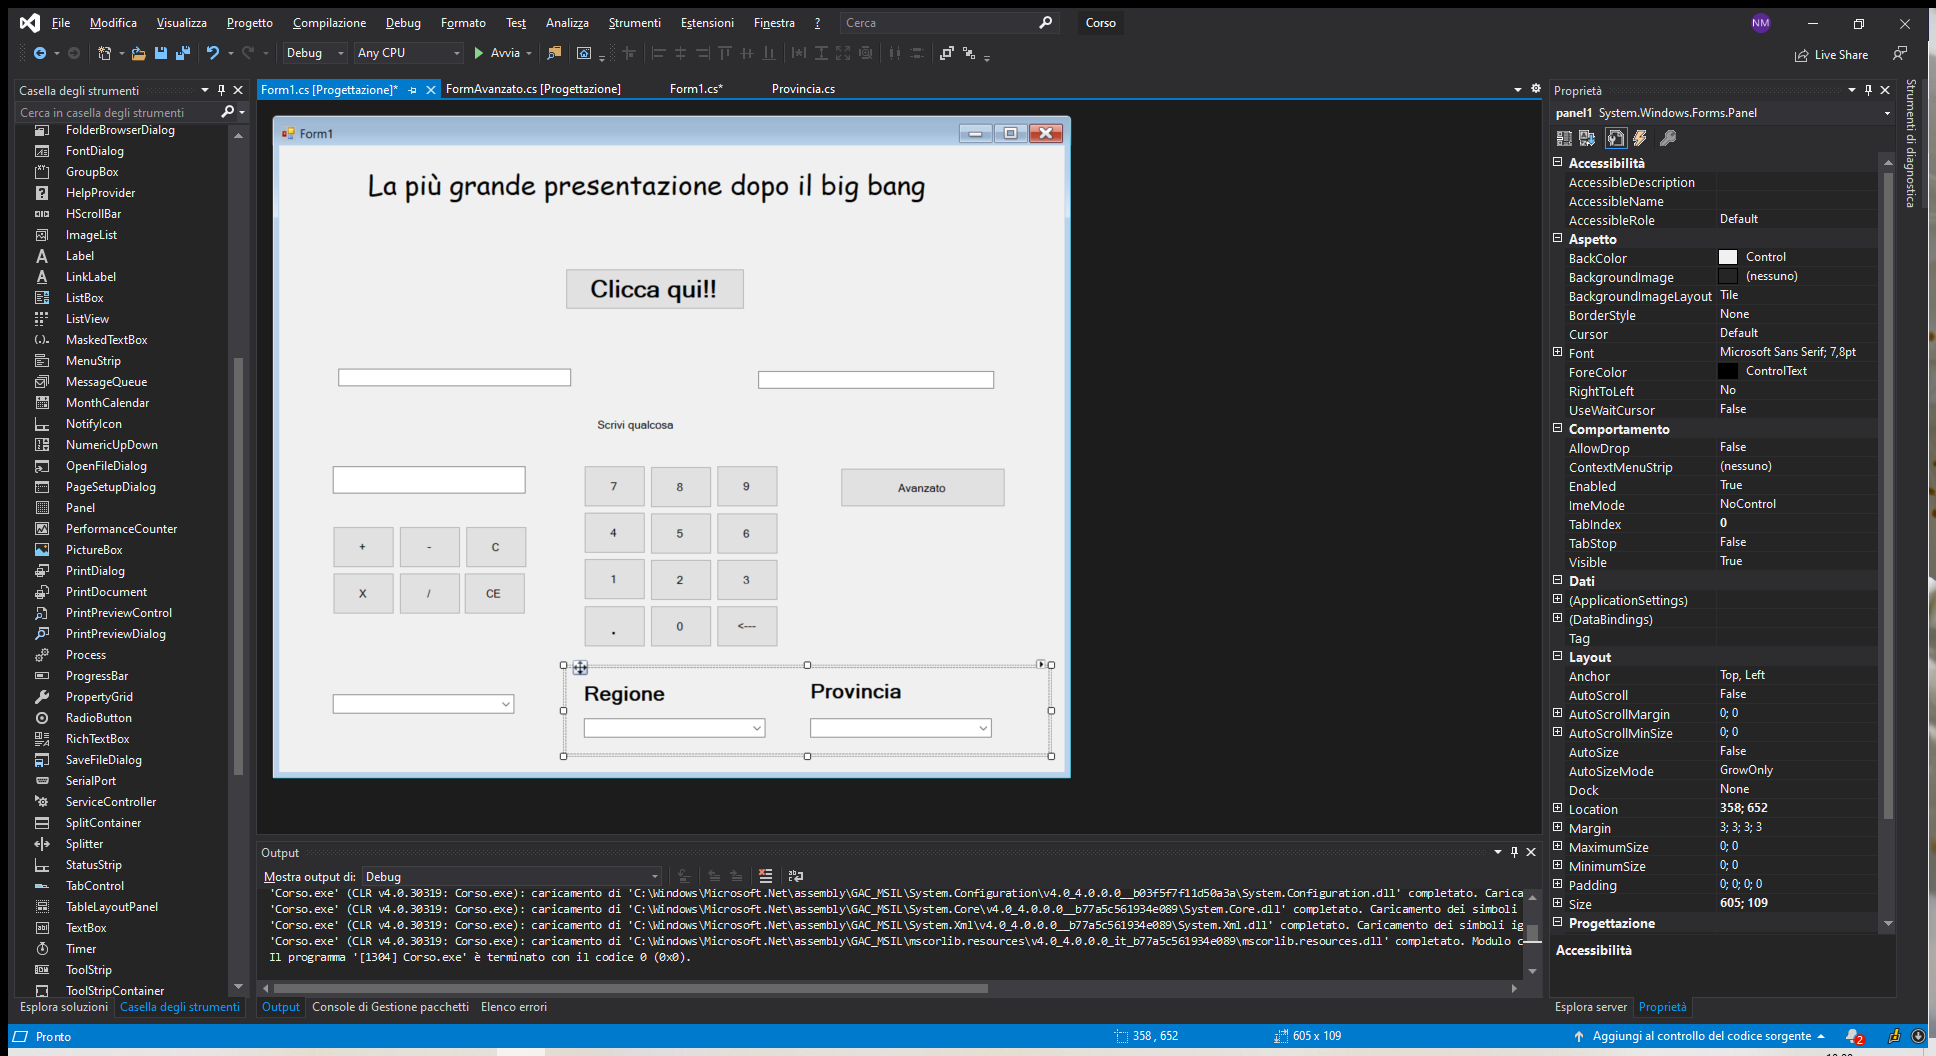 File Modifica Visualizza Progetto Compilazione Debug Formato Test Analizza Strumenti Estensioni Finestra ? Cerca Corso NM
Debug Any CPU Avvia Live Share
Casella degli strumenti
Cerca in casella degli strumenti
FolderBrowserDialog
FontDialog
GroupBox
HelpProvider
HScrollBar
ImageList
Label
LinkLabel
ListBox
ListView
MaskedTextBox
MenuStrip
MessageQueue
MonthCalendar
NotifyIcon
NumericUpDown
OpenFileDialog
PageSetupDialog
Panel
PerformanceCounter
PictureBox
PrintDialog
PrintDocument
PrintPreviewControl
PrintPreviewDialog
Process
ProgressBar
PropertyGrid
RadioButton
RichTextBox
SaveFileDialog
SerialPort
ServiceController
SplitContainer
Splitter
StatusStrip
TabControl
TableLayoutPanel
TextBox
Timer
ToolStrip
ToolStripContainer
Esplora soluzioni Casella degli strumenti
Form1.cs [Progettazione]* FormAvanzato.cs [Progettazione] Form1.cs* Provincia.cs
Form1
La più grande presentazione dopo il big bang
Clicca qui!!
Scrivi qualcosa
7 8 9
Avanzato
4 5 6
+ - C
1 2 3
X / CE
. 0 <---
Regione Provincia
Output
Mostra output di: Debug
'Corso.exe' (CLR v4.0.30319: Corso.exe): caricamento di 'C:\Windows\Microsoft.Net\assembly\GAC_MSIL\System.Configuration\v4.0_4.0.0.0__b03f5f7f11d50a3a\System.Configuration.dll' completato. Carica
'Corso.exe' (CLR v4.0.30319: Corso.exe): caricamento di 'C:\Windows\Microsoft.Net\assembly\GAC_MSIL\System.Core\v4.0_4.0.0.0__b77a5c561934e089\System.Core.dll' completato. Caricamento dei simboli
'Corso.exe' (CLR v4.0.30319: Corso.exe): caricamento di 'C:\Windows\Microsoft.Net\assembly\GAC_MSIL\System.Xml\v4.0_4.0.0.0__b77a5c561934e089\System.Xml.dll' completato. Caricamento dei simboli ig
'Corso.exe' (CLR v4.0.30319: Corso.exe): caricamento di 'C:\Windows\Microsoft.Net\assembly\GAC_MSIL\mscorlib.resources\v4.0_4.0.0.0_it_b77a5c561934e089\mscorlib.resources.dll' completato. Modulo c
Il programma '[1304] Corso.exe' è terminato con il codice 0 (0x0).
Output Console di Gestione pacchetti Elenco errori
Proprietà
panel1 System.Windows.Forms.Panel
Accessibilità
AccessibleDescription
AccessibleName
AccessibleRole Default
Aspetto
BackColor Control
BackgroundImage (nessuno)
BackgroundImageLayout Tile
BorderStyle None
Cursor Default
Font Microsoft Sans Serif; 7,8pt
ForeColor ControlText
RightToLeft No
UseWaitCursor False
Comportamento
AllowDrop False
ContextMenuStrip (nessuno)
Enabled True
ImeMode NoControl
TabIndex 0
TabStop False
Visible True
Dati
(ApplicationSettings)
(DataBindings)
Tag
Layout
Anchor Top, Left
AutoScroll False
AutoScrollMargin 0; 0
AutoScrollMinSize 0; 0
AutoSize False
AutoSizeMode GrowOnly
Dock None
Location 358; 652
Margin 3; 3; 3; 3
MaximumSize 0; 0
MinimumSize 0; 0
Padding 0; 0; 0; 0
Size 605; 109
Progettazione
Accessibilità
Esplora server Proprietà
Strumenti di diagnostica
Pronto 358 , 652 605 x 109 Aggiungi al controllo del codice sorgente 2